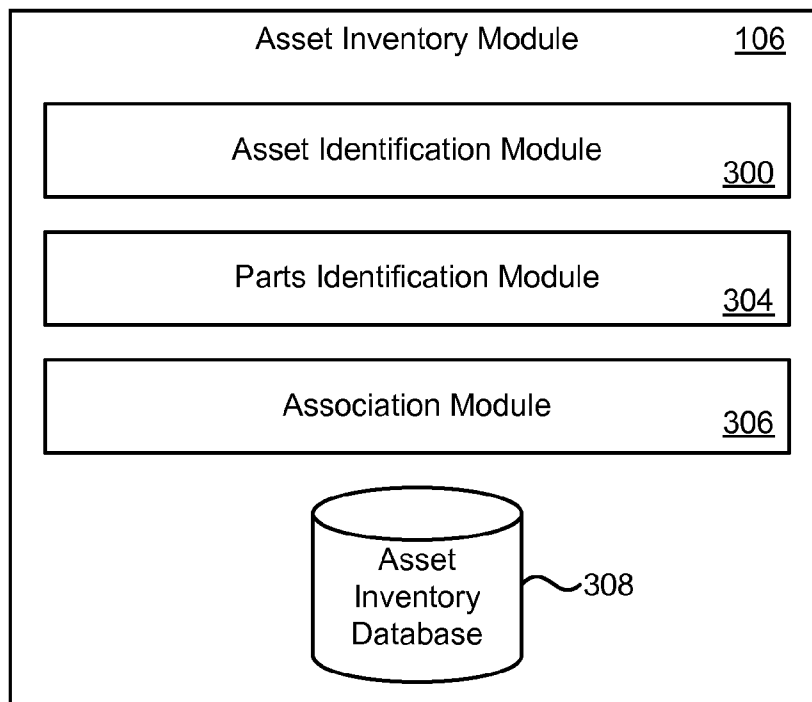 Asset Inventory Module 106
Asset Identification Module
300
Parts Identification Module
304
Association Module
306
Asset
Inventory
Database
308